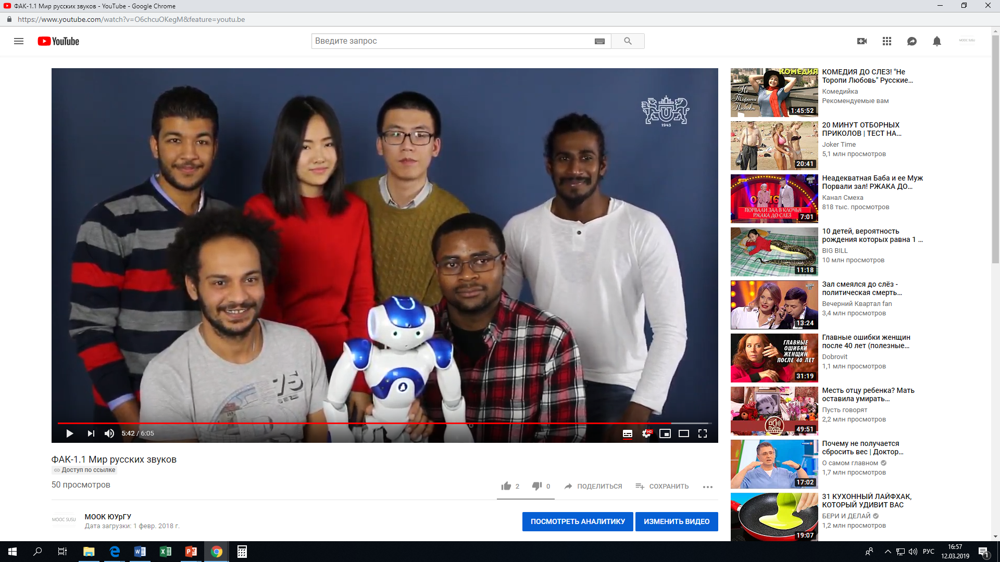 ФАК-1.1 Мир русских звуков - YouTube - Google Chrome
https://www.youtube.com/watch?v=O6chcuOKegM&feature=youtu.be
YouTube
Введите запрос
MOOC SUSU
1943
75
5:42 / 6:05
HD
ФАК-1.1 Мир русских звуков
Доступ по ссылке
50 просмотров
2
0
ПОДЕЛИТЬСЯ
СОХРАНИТЬ
MOOC SUSU
МООК ЮУрГУ
Дата загрузки: 1 февр. 2018 г.
ПОСМОТРЕТЬ АНАЛИТИКУ
ИЗМЕНИТЬ ВИДЕО
КОМЕДИЯ
Не
Торопи
Любовь
1:45:52
КОМЕДИЯ ДО СЛЕЗ! "Не
Торопи Любовь" Русские...
Комедийка
Рекомендуемые вам
20:41
20 МИНУТ ОТБОРНЫХ
ПРИКОЛОВ | ТЕСТ НА...
Joker Time
5,1 млн просмотров
ПОРВАЛИ ЗАЛ В КЛОЧЬЯ
РЖАКА ДО СЛЕЗ
7:01
Неадекватная Баба и ее Муж
Порвали зал! РЖАКА ДО...
Канал Смеха
818 тыс. просмотров
11:18
10 детей, вероятность
рождения которых равна 1 ...
BIG BILL
10 млн просмотров
13:24
Зал смеялся до слёз -
политическая смерть...
Вечерний Квартал fan
3,4 млн просмотров
ГЛАВНЫЕ
ОШИБКИ
ЖЕНЩИН
ПОСЛЕ 40 ЛЕТ
31:19
Главные ошибки женщин
после 40 лет (полезные...
Dobrovit
1,1 млн просмотров
ПУСТЬ
ГОВОРЯТ
49:51
Месть отцу ребенка? Мать
оставила умирать...
Пусть говорят
2,2 млн просмотров
17:02
Почему не получается
сбросить вес | Доктор...
О самом главном
1,7 млн просмотров
19:07
31 КУХОННЫЙ ЛАЙФХАК,
КОТОРЫЙ УДИВИТ ВАС
БЕРИ И ДЕЛАЙ
1,2 млн просмотров
РУС
16:57
12.03.2019
1